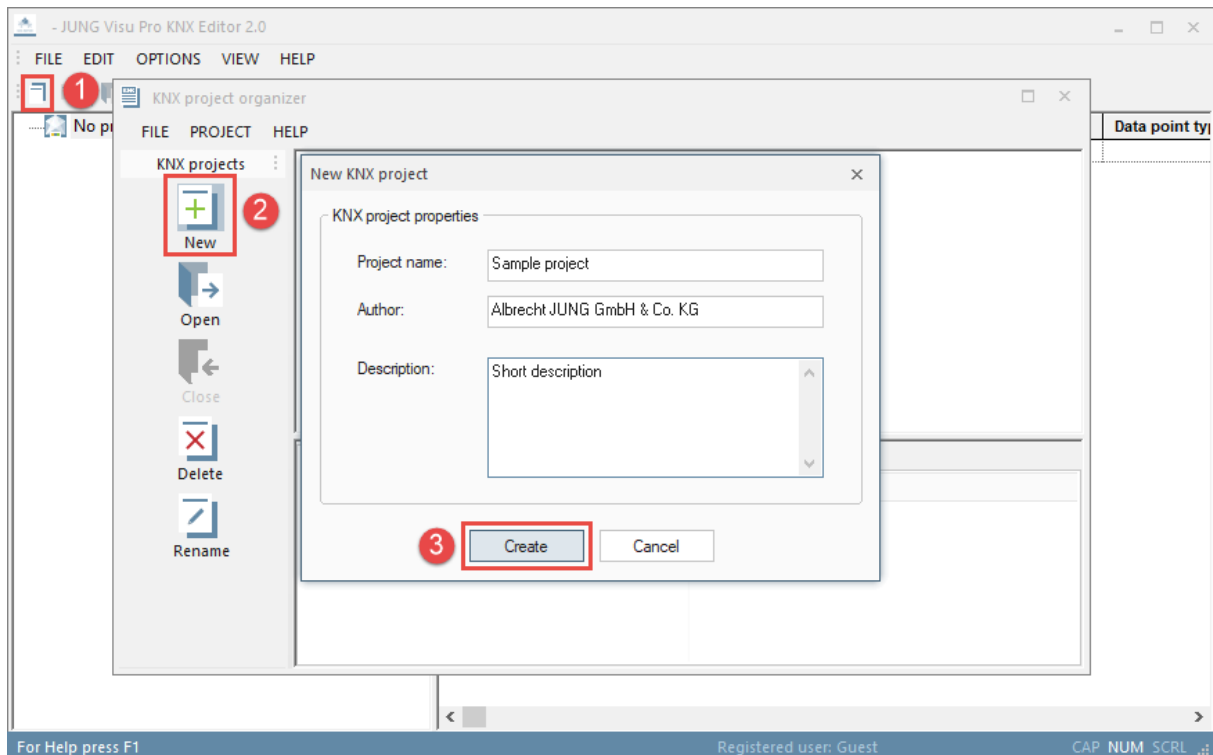 - JUNG Visu Pro KNX Editor 2.0
FILE EDIT OPTIONS VIEW HELP
1
KNX project organizer
No pr
Data point typ
FILE PROJECT HELP
KNX projects
New KNX project
2
New
KNX project properties
Project name: Sample project
Open
Author: Albrecht JUNG GmbH & Co. KG
Description: Short description
Close
Delete
Rename
3
Create Cancel
For Help press F1 Registered user: Guest CAP NUM SCRL